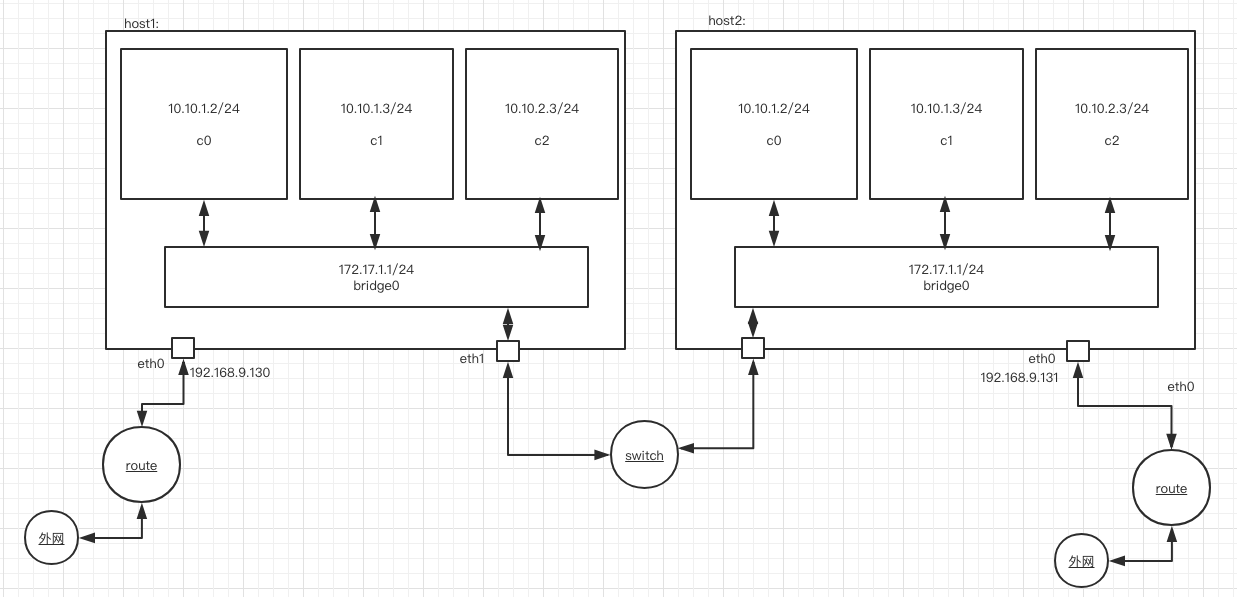 host1:
10.10.1.2/24
c0
10.10.1.3/24
c1
10.10.2.3/24
c2
172.17.1.1/24
bridge0
eth0
192.168.9.130
eth1
route
外网
switch
host2:
10.10.1.2/24
c0
10.10.1.3/24
c1
10.10.2.3/24
c2
172.17.1.1/24
bridge0
eth0
192.168.9.131
eth0
route
外网